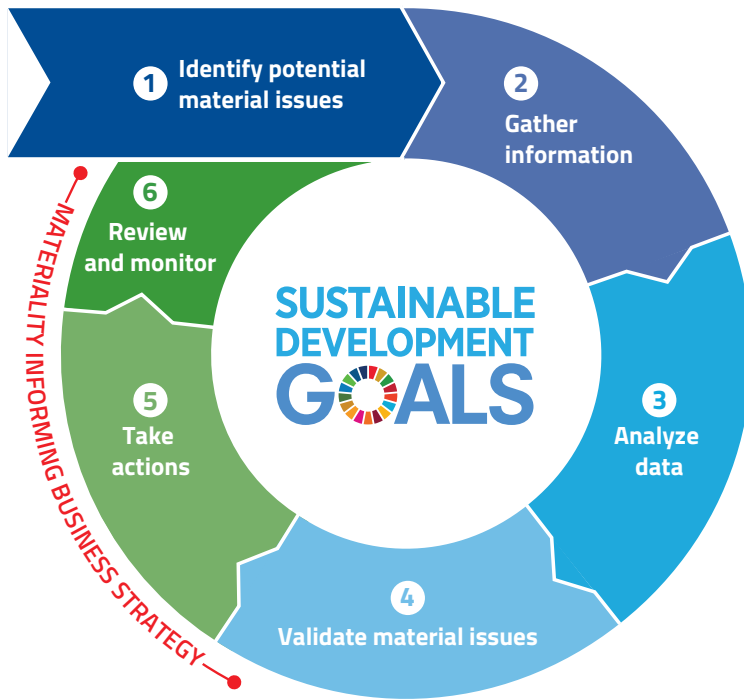 1
Identify potential
material issues
2
Gather
information
3
Analyze
data
4
Validate material issues
5
Take
actions
6
Review
and monitor
MATERIALITY INFORMING BUSINESS STRATEGY
SUSTAINABLE
DEVELOPMENT
GOALS